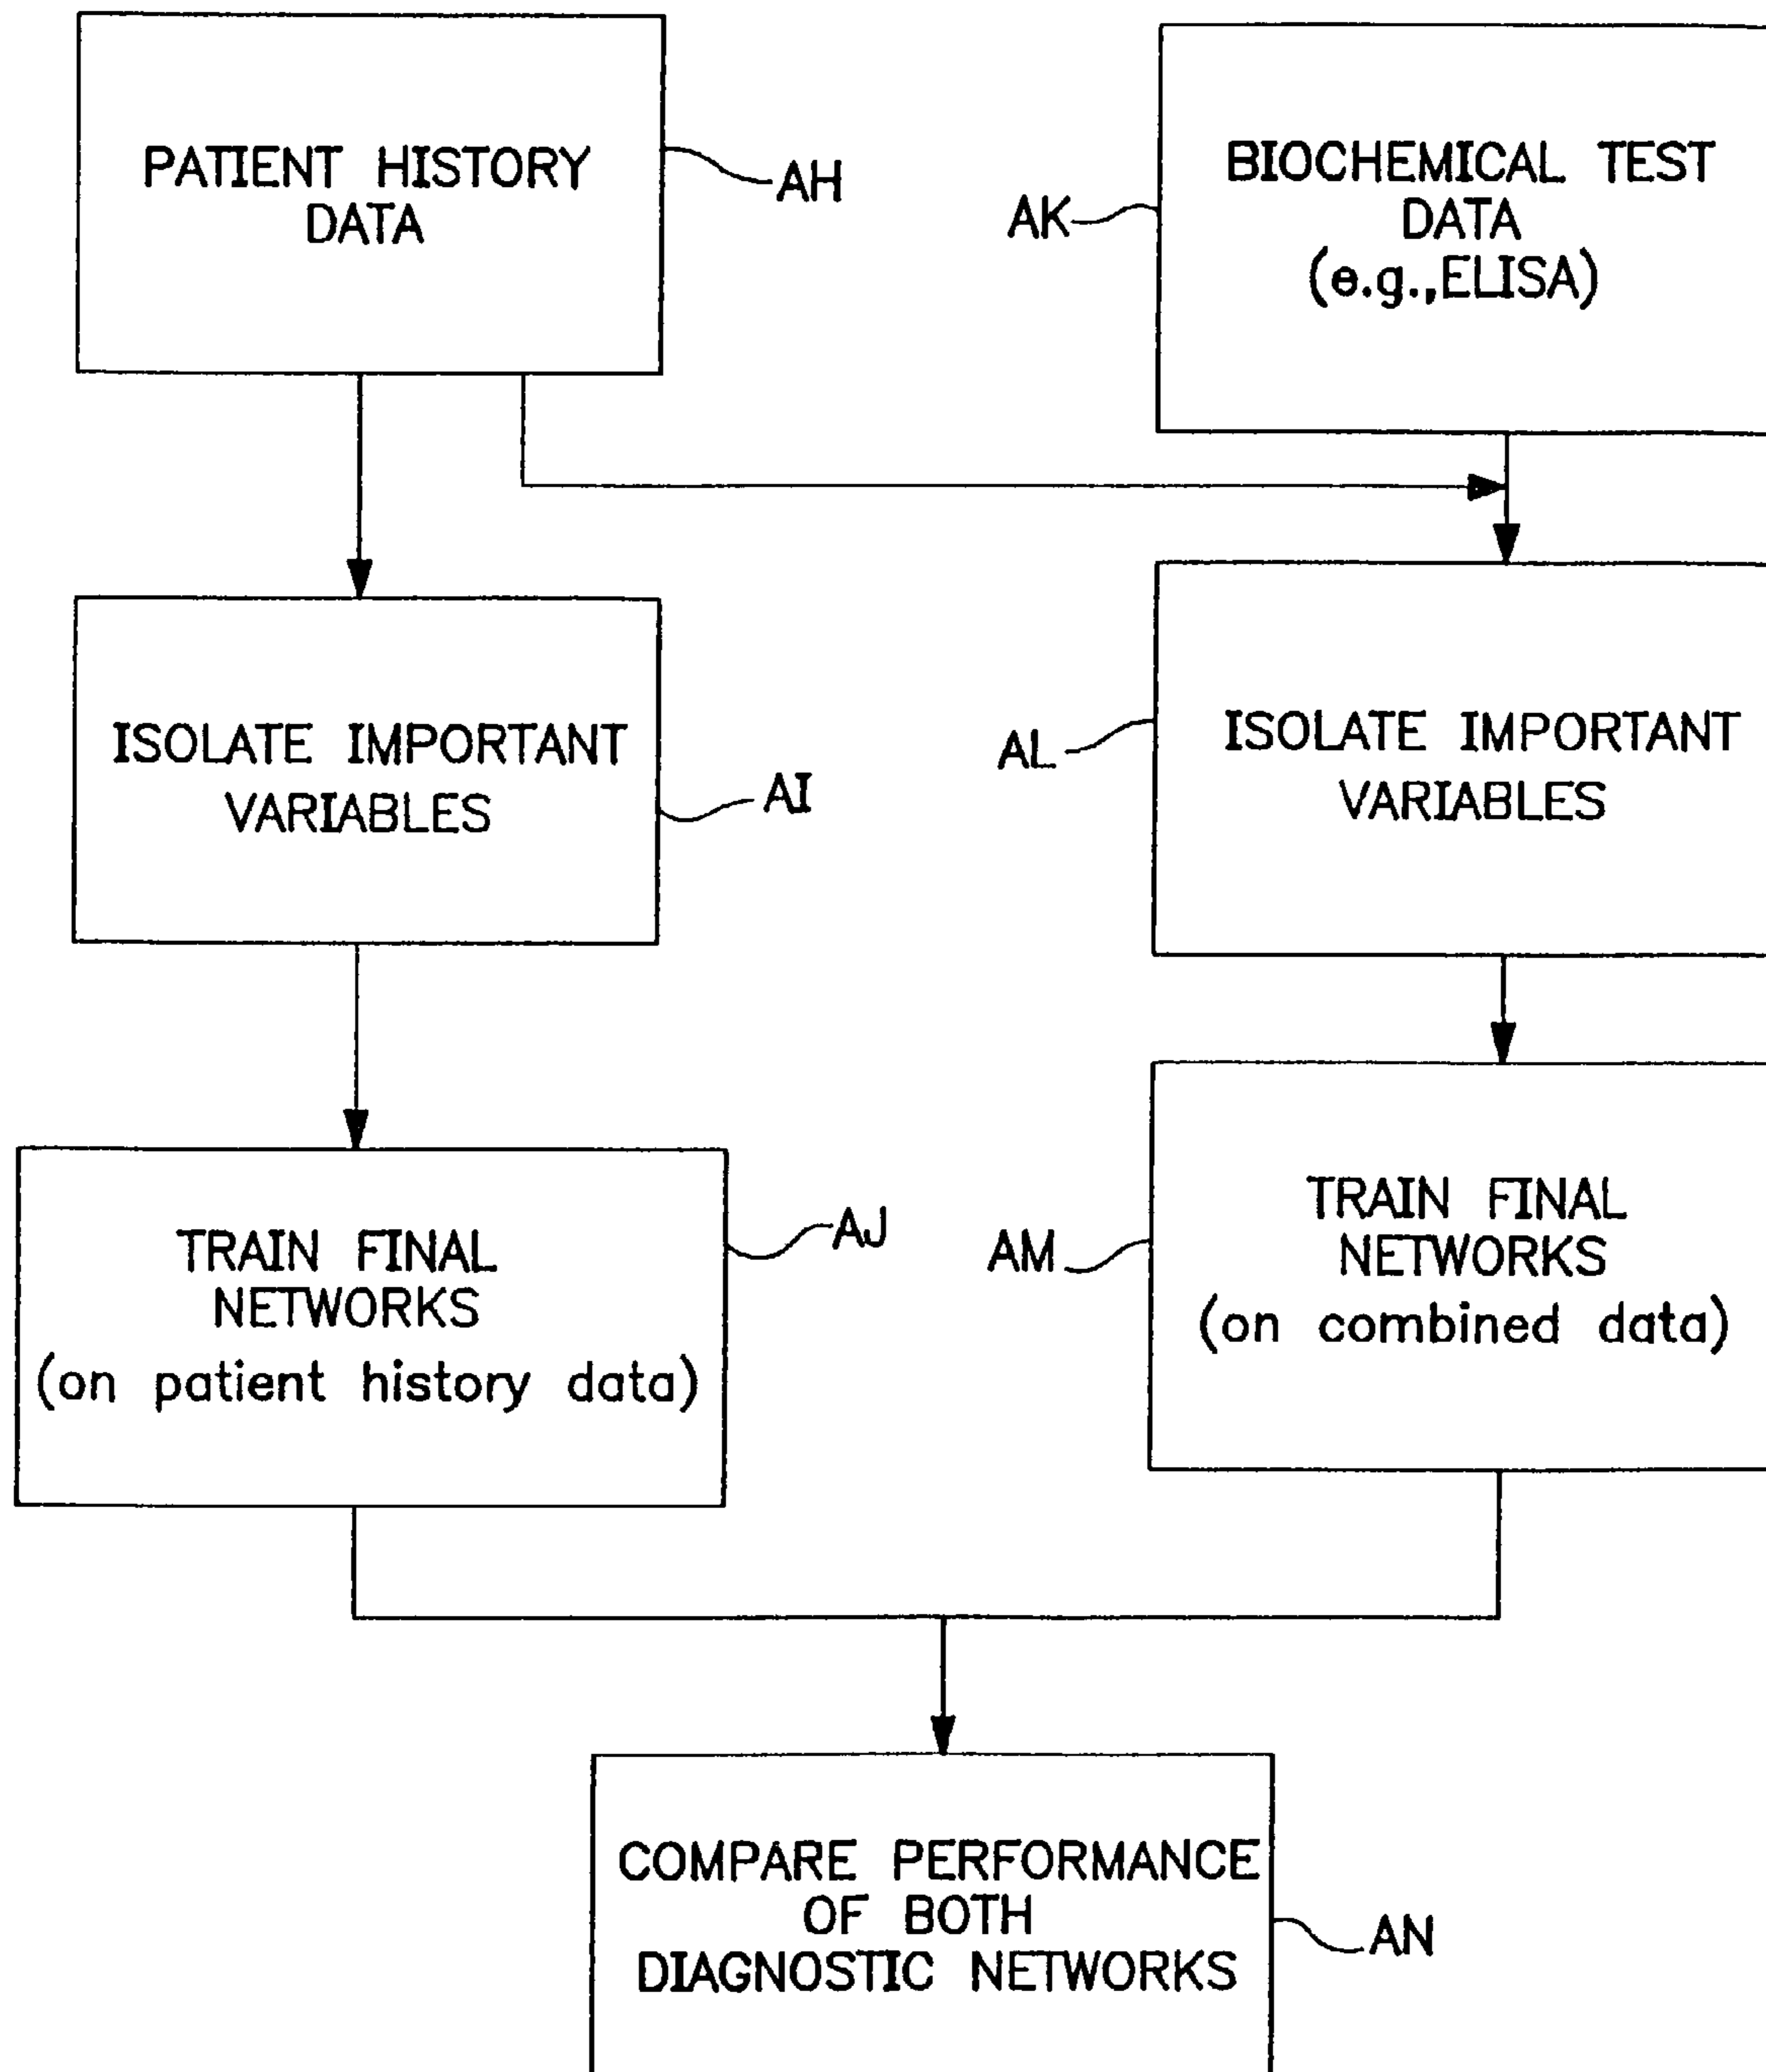 PATIENT HISTORY
DATA
AH
BIOCHEMICAL TEST
DATA
(e.g.,ELISA)
AK
ISOLATE IMPORTANT
VARIABLES
AI
ISOLATE IMPORTANT
VARIABLES
AL
TRAIN FINAL
NETWORKS
(on patient history data)
AJ
TRAIN FINAL
NETWORKS
(on combined data)
AM
COMPARE PERFORMANCE
OF BOTH
DIAGNOSTIC NETWORKS
AN